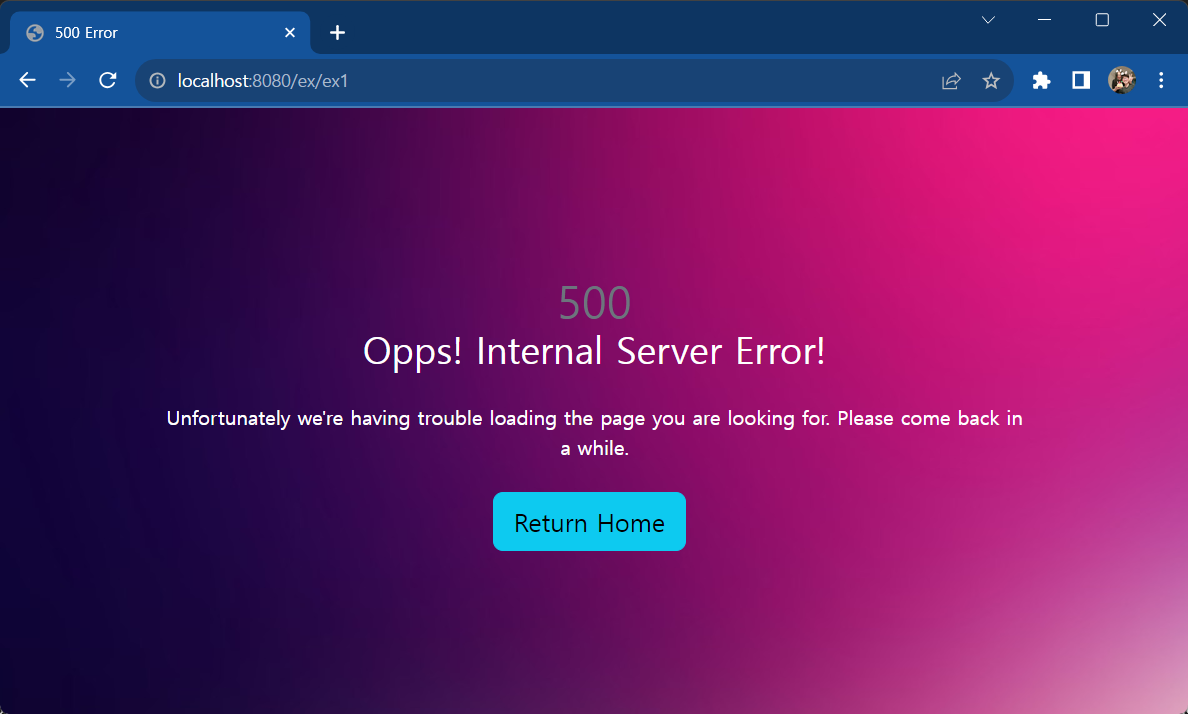 500 Error
localhost:8080/ex/ex1
500
Opps! Internal Server Error!
Unfortunately we're having trouble loading the page you are looking for. Please come back in
a while.
Return Home